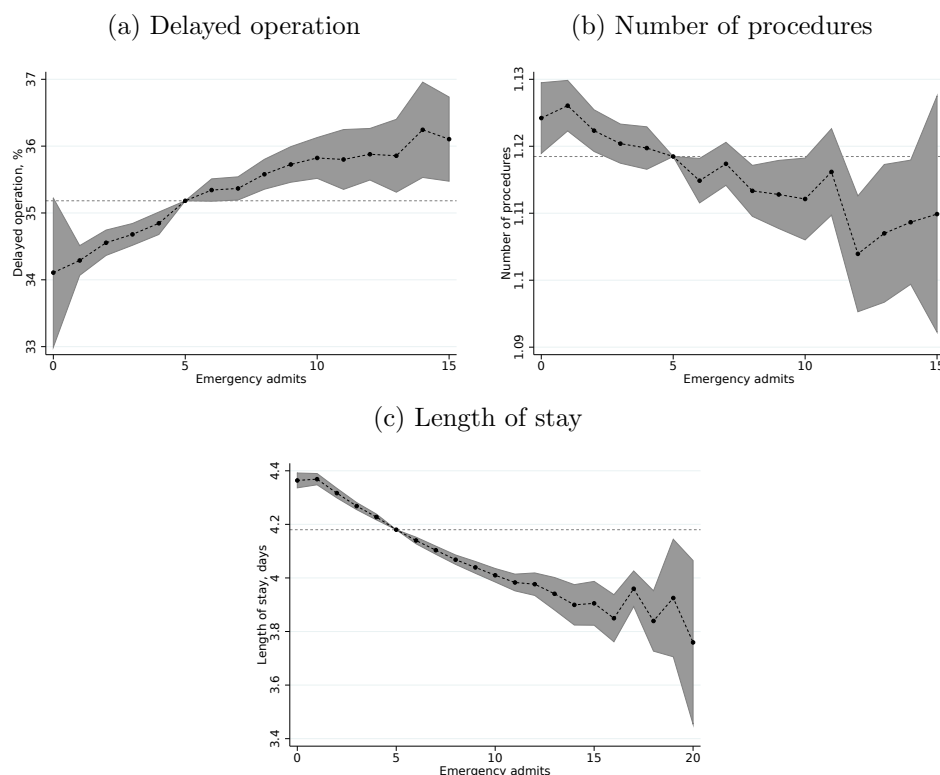 (a) Delayed operation
(b) Number of procedures
Delayed operation, %
37
36
35
34
33
0 5 10 15
Emergency admits
Number of procedures
1.13
1.12
1.11
1.1
1.09
0 5 10 15
Emergency admits
(c) Length of stay
Length of stay, days
4.4
4.2
4
3.8
3.6
3.4
0 5 10 15 20
Emergency admits